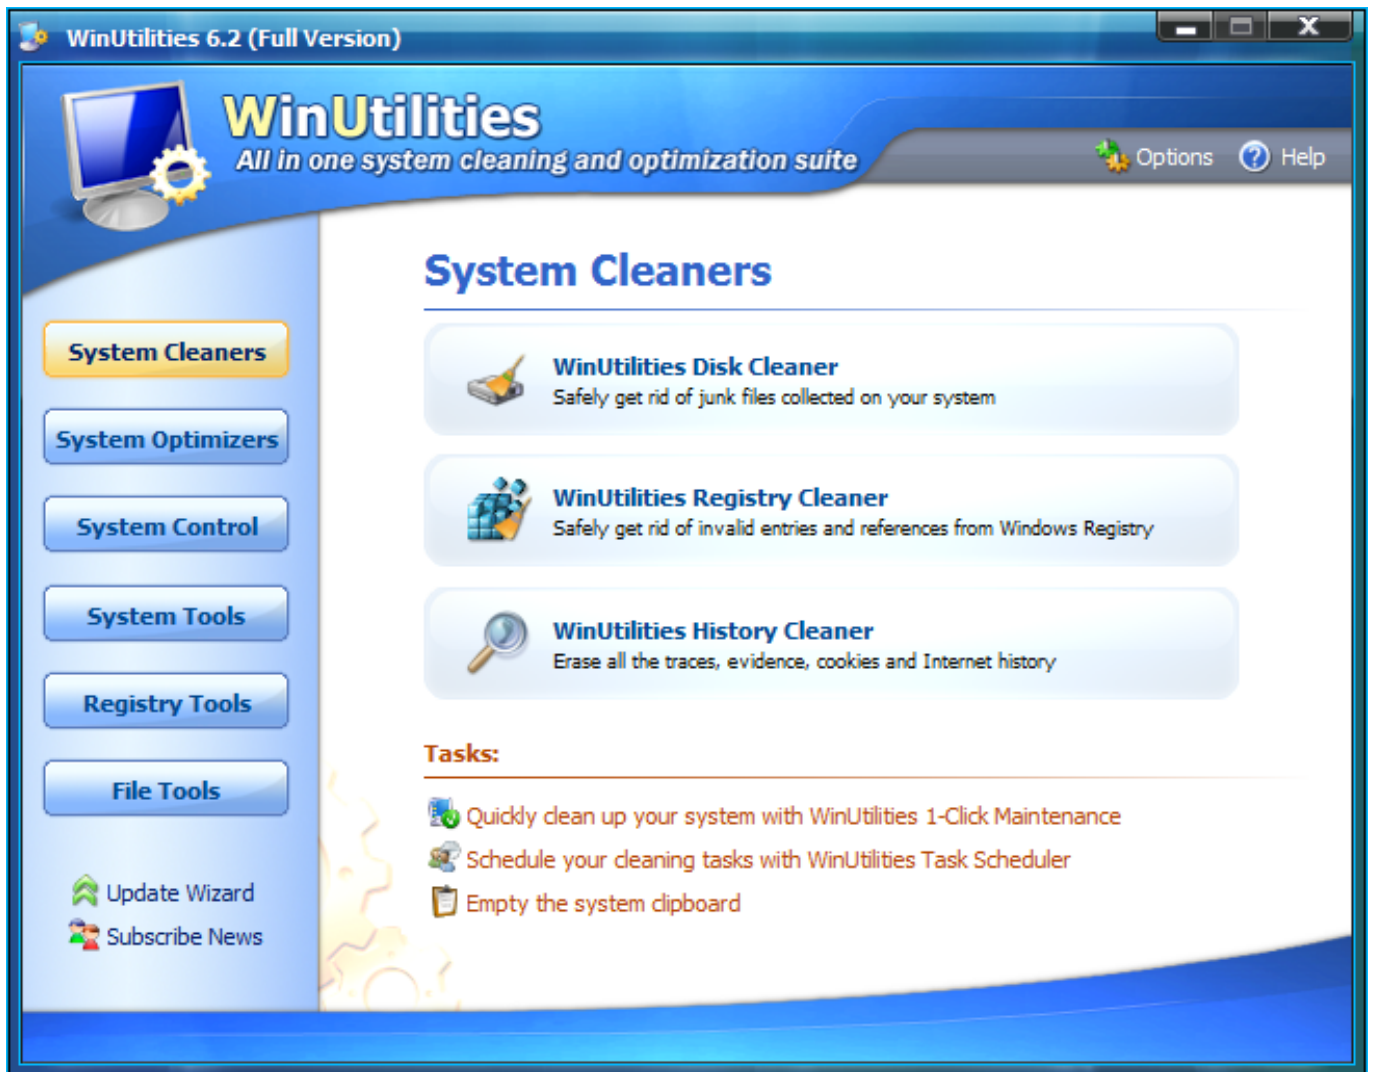 WinUtilities 6.2 (Full Version)
WinUtilities
All in one system cleaning and optimization suite
Options
Help
System Cleaners
System Optimizers
System Control
System Tools
Registry Tools
File Tools
Update Wizard
Subscribe News
System Cleaners
WinUtilities Disk Cleaner
Safely get rid of junk files collected on your system
WinUtilities Registry Cleaner
Safely get rid of invalid entries and references from Windows Registry
WinUtilities History Cleaner
Erase all the traces, evidence, cookies and Internet history
Tasks:
Quickly clean up your system with WinUtilities 1-Click Maintenance
Schedule your cleaning tasks with WinUtilities Task Scheduler
Empty the system clipboard